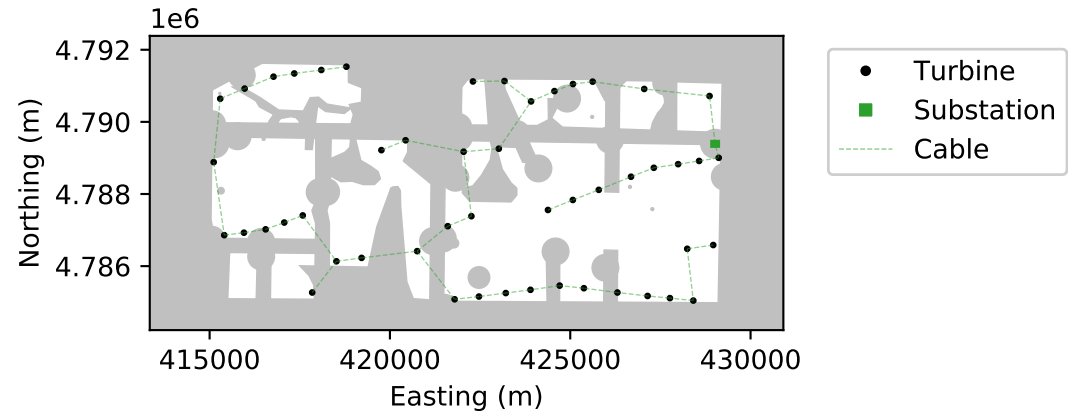 1e6
4.792
4.790
4.788
4.786
Northing (m)
415000 420000 425000 430000
Easting (m)
Turbine
Substation
Cable